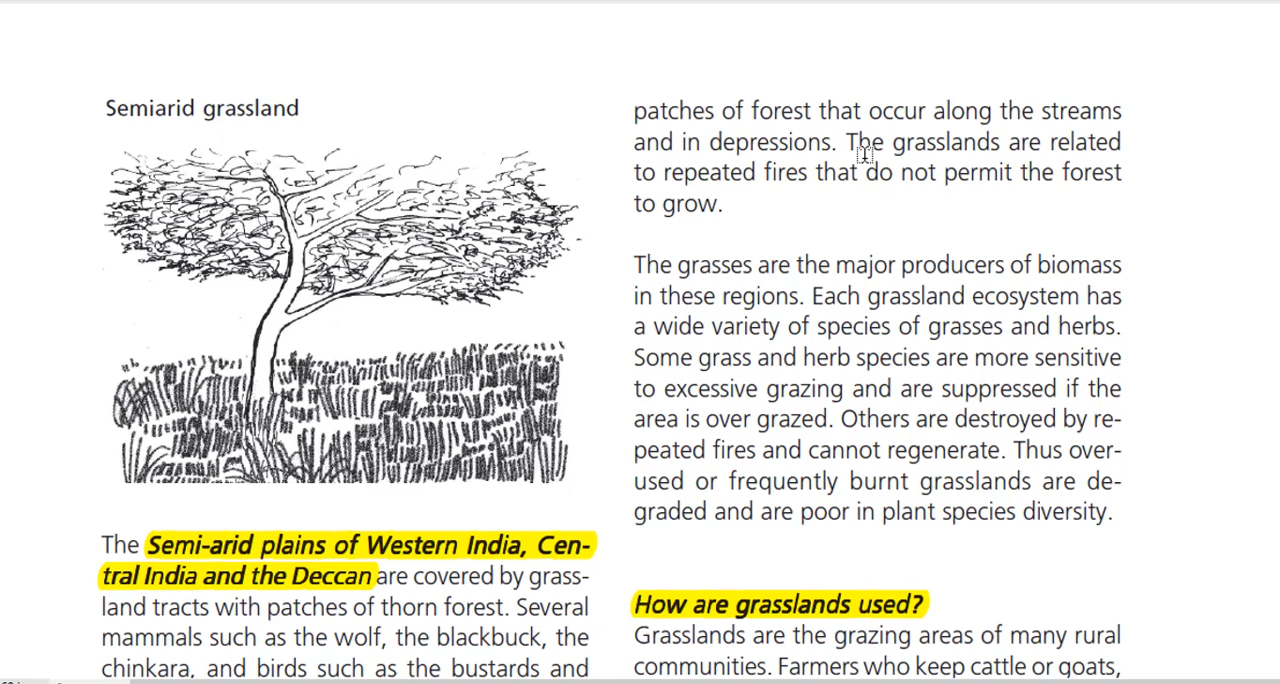 Semiarid grassland
The Semi-arid plains of Western India, Cen-
tral India and the Deccan are covered by grass-
land tracts with patches of thorn forest. Several
mammals such as the wolf, the blackbuck, the
chinkara, and birds such as the bustards and
patches of forest that occur along the streams
and in depressions. The grasslands are related
to repeated fires that do not permit the forest
to grow.
The grasses are the major producers of biomass
in these regions. Each grassland ecosystem has
a wide variety of species of grasses and herbs.
Some grass and herb species are more sensitive
to excessive grazing and are suppressed if the
area is over grazed. Others are destroyed by re-
peated fires and cannot regenerate. Thus over-
used or frequently burnt grasslands are de-
graded and are poor in plant species diversity.
How are grasslands used?
Grasslands are the grazing areas of many rural
communities. Farmers who keep cattle or goats,